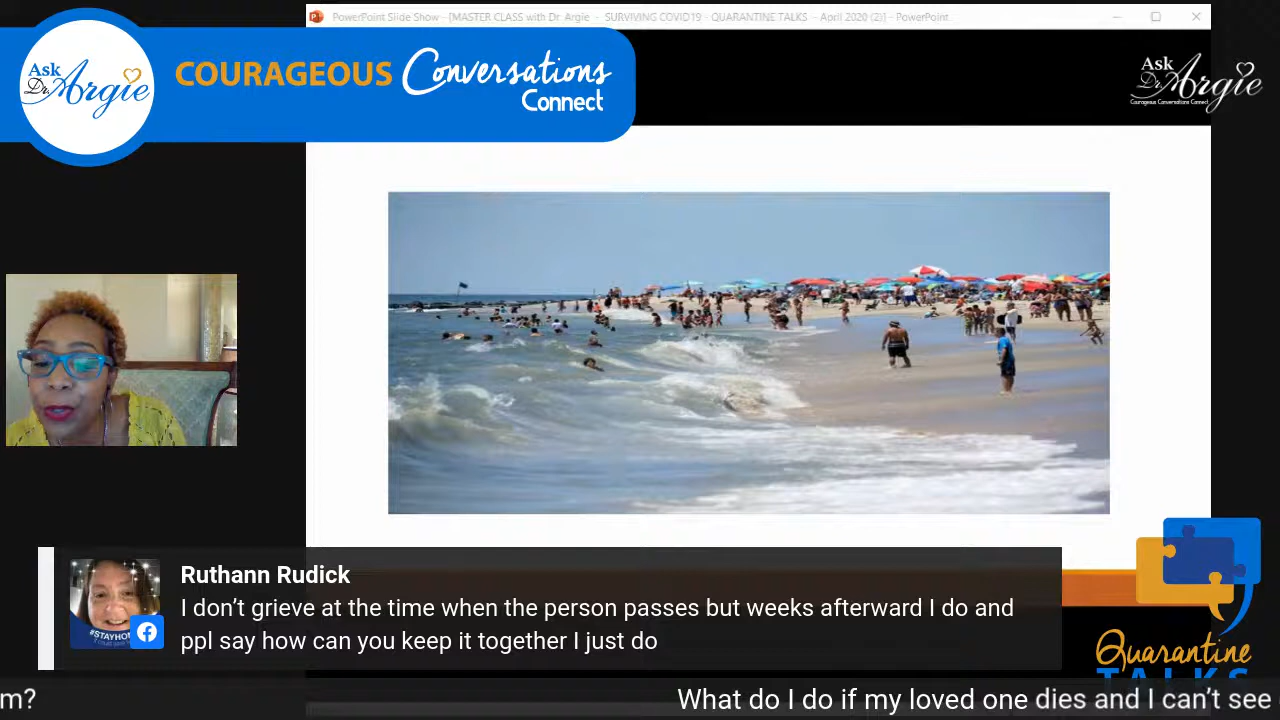 PowerPoint Slide Show - [MASTER CLASS with Dr. Argie - SURVIVING COVID19 - QUARANTINE TALKS - April 2020 (2)] - PowerPoint
Ask
Dr. Argie
COURAGEOUS Conversations
Connect
Ask
Dr. Argie
Courageous Conversations Connect
Ruthann Rudick
I don’t grieve at the time when the person passes but weeks afterward I do and
ppl say how can you keep it together I just do
#STAYHO
Quarantine
TALKS
m?
What do I do if my loved one dies and I can’t see